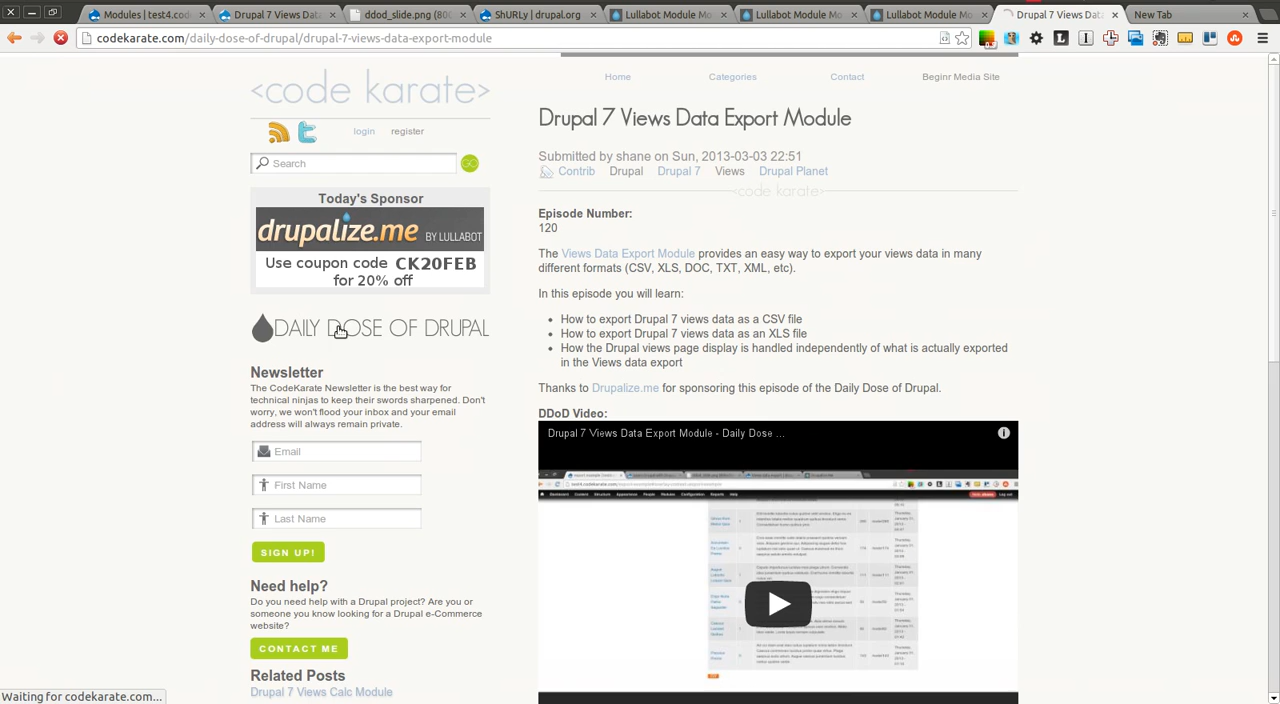 Modules | test4.cod
Drupal 7 Views Data
ddod_slide.png (80
ShURLy | drupal.org
Lullabot Module Mo
Lullabot Module Mo
Lullabot Module Mo
Drupal 7 Views Data
New Tab
codekarate.com/daily-dose-of-drupal/drupal-7-views-data-export-module
<code karate>
Home Categories Contact Beginr Media Site
login register
Search GO
Today's Sponsor
drupalize.me BY LULLABOT
Use coupon code CK20FEB
for 20% off
DAILY DOSE OF DRUPAL
Newsletter
The CodeKarate Newsletter is the best way for
technical ninjas to keep their swords sharpened. Don't
worry, we won't flood your inbox and your email
address will always remain private.
Email
First Name
Last Name
SIGN UP!
Need help?
Do you need help with a Drupal project? Are you or
someone you know looking for a Drupal e-Commerce
website?
CONTACT ME
Related Posts
Drupal 7 Views Calc Module
Drupal 7 Views Data Export Module
Submitted by shane on Sun, 2013-03-03 22:51
Contrib Drupal Drupal 7 Views Drupal Planet
<code karate>
Episode Number:
120
The Views Data Export Module provides an easy way to export your views data in many
different formats (CSV, XLS, DOC, TXT, XML, etc).
In this episode you will learn:
How to export Drupal 7 views data as a CSV file
How to export Drupal 7 views data as an XLS file
How the Drupal views page display is handled independently of what is actually exported
in the Views data export
Thanks to Drupalize.me for sponsoring this episode of the Daily Dose of Drupal.
DDoD Video:
Drupal 7 Views Data Export Module - Daily Dose ...
Waiting for codekarate.com...